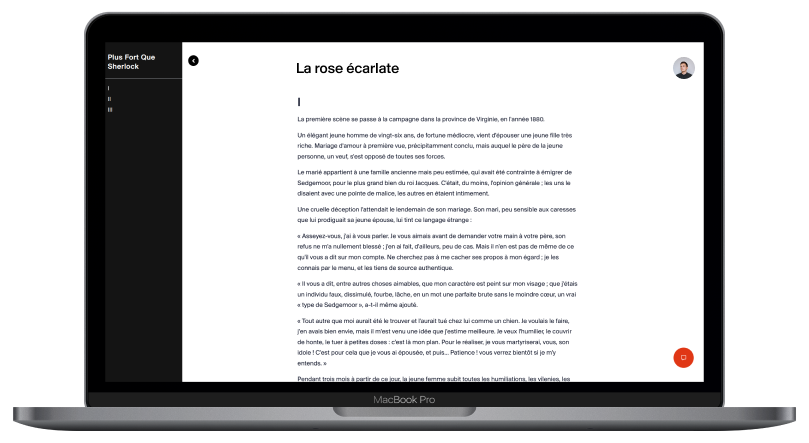 Plus Fort Que
Sherlock
I
II
III
La rose écarlate
I
La première scène se passe à la campagne dans la province de Virginie, en l'année 1880.
Un élégant jeune homme de vingt-six ans, de fortune médiocre, vient d'épouser une jeune fille très
riche. Mariage d'amour à première vue, précipitamment conclu, mais auquel le père de la jeune
personne, un veuf, s'est opposé de toutes ses forces.
Le marié appartient à une famille ancienne mais peu estimée, qui avait été contrainte à émigrer de
Sedgemoor, pour le plus grand bien du roi Jacques. C'était, du moins, l'opinion générale ; les uns le
disaient avec une pointe de malice, les autres en étaient intimement.
Une cruelle déception l'attendait le lendemain de son mariage. Son mari, peu sensible aux caresses
que lui prodiguait sa jeune épouse, lui tint ce langage étrange :
« Asseyez-vous, j'ai à vous parler. Je vous aimais avant de demander votre main à votre père, son
refus ne m'a nullement blessé ; j'en ai fait, d'ailleurs, peu de cas. Mais il n'en est pas de même de ce
qu'il vous a dit sur mon compte. Ne cherchez pas à me cacher ses propos à mon égard ; je les
connais par le menu, et les tiens de source authentique.
« Il vous a dit, entre autres choses aimables, que mon caractère est peint sur mon visage ; que j'étais
un individu faux, dissimulé, fourbe, lâche, en un mot une parfaite brute sans le moindre cœur, un vrai
« type de Sedgemoor », a-t-il même ajouté.
« Tout autre que moi aurait été le trouver et l'aurait tué chez lui comme un chien. Je voulais le faire,
j'en avais bien envie, mais il m'est venu une idée que j'estime meilleure. Je veux l'humilier, le couvrir
de honte, le tuer à petites doses : c'est là mon plan. Pour le réaliser, je vous martyriserai, vous, son
idole ! C'est pour cela que je vous ai épousée, et puis... Patience ! vous verrez bientôt si je m'y
entends. »
Pendant trois mois à partir de ce jour, la jeune femme subit toutes les humiliations, les vilenies, les
MacBook Pro